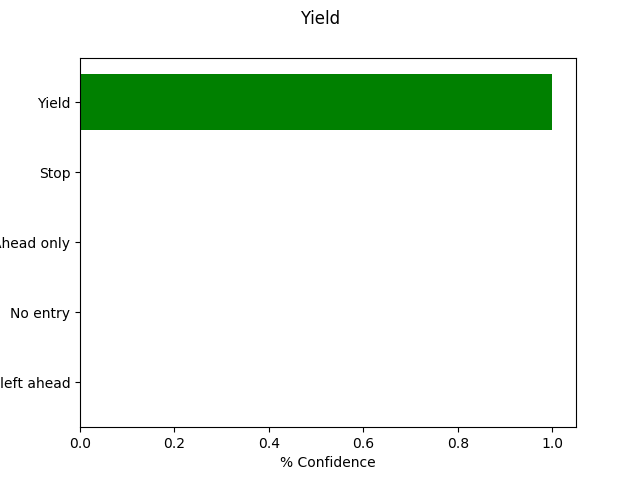 Yield
Yield
Stop
head only
No entry
left ahead
0.0 0.2 0.4 0.6 0.8 1.0
% Confidence